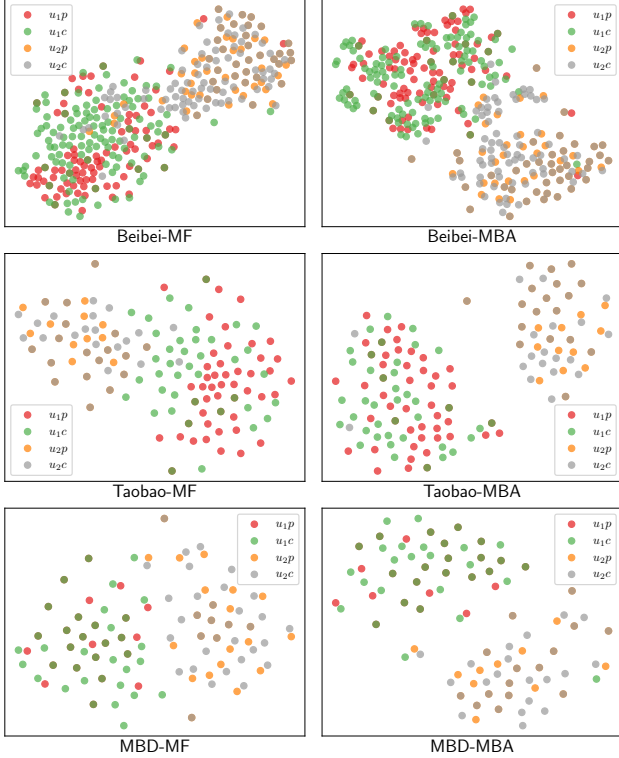 u₁p
u₁c
u₂p
u₂c
Beibei-MF
u₁p
u₁c
u₂p
u₂c
Beibei-MBA
u₁p
u₁c
u₂p
u₂c
Taobao-MF
u₁p
u₁c
u₂p
u₂c
Taobao-MBA
u₁p
u₁c
u₂p
u₂c
MBD-MF
u₁p
u₁c
u₂p
u₂c
MBD-MBA